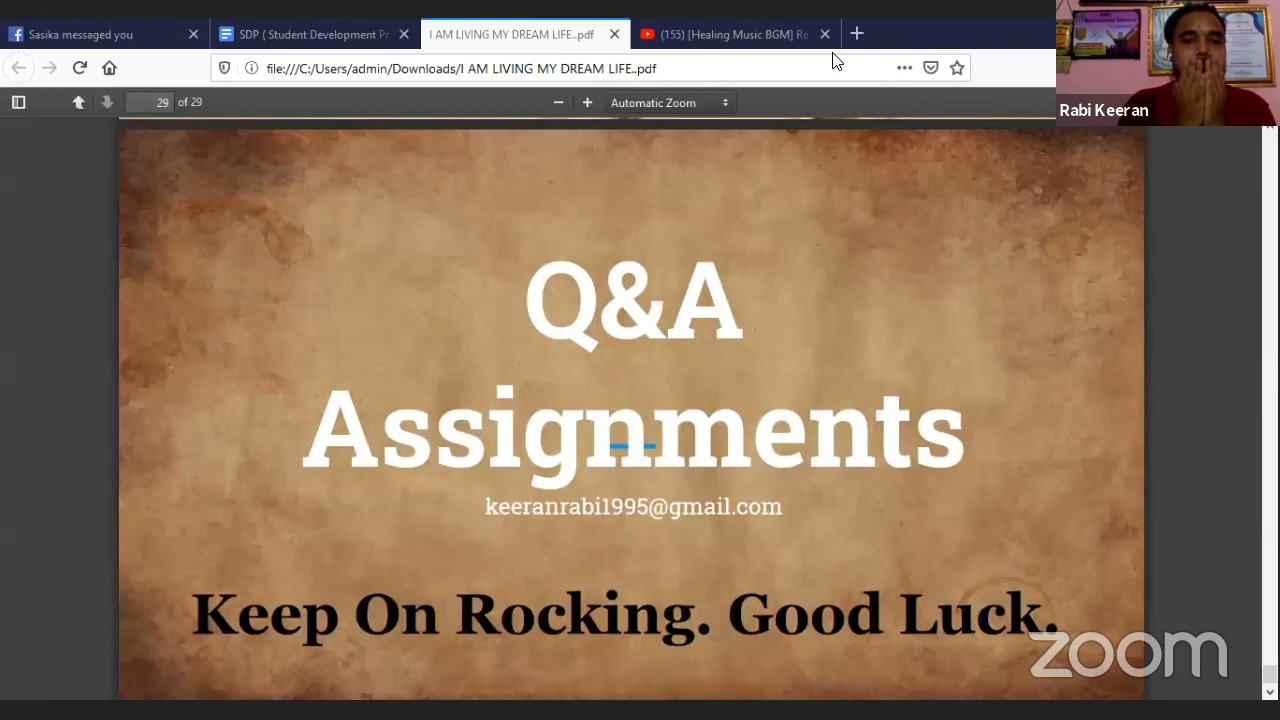 Sasika messaged you
SDP ( Student Development Pr
I AM LIVING MY DREAM LIFE..pdf
(155) [Healing Music BGM] Re
file:///C:/Users/admin/Downloads/I AM LIVING MY DREAM LIFE..pdf
29 of 29
Automatic Zoom
Rabi Keeran
Q&A
Assignments
keeranrabi1995@gmail.com
Keep On Rocking. Good Luck.
zoom